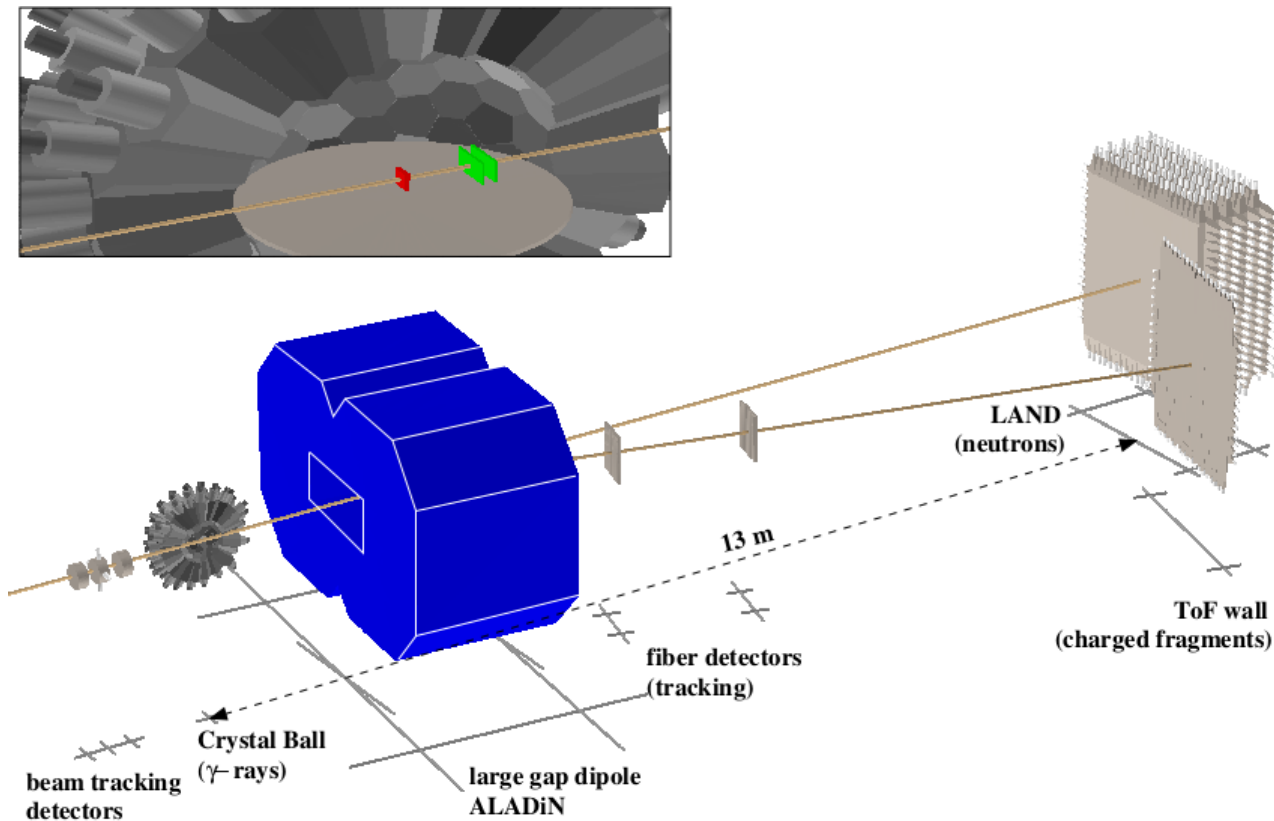 LAND
(neutrons)
13 m
ToF wall
(charged fragments)
fiber detectors
(tracking)
Crystal Ball
(γ– rays)
large gap dipole
ALADiN
beam tracking
detectors